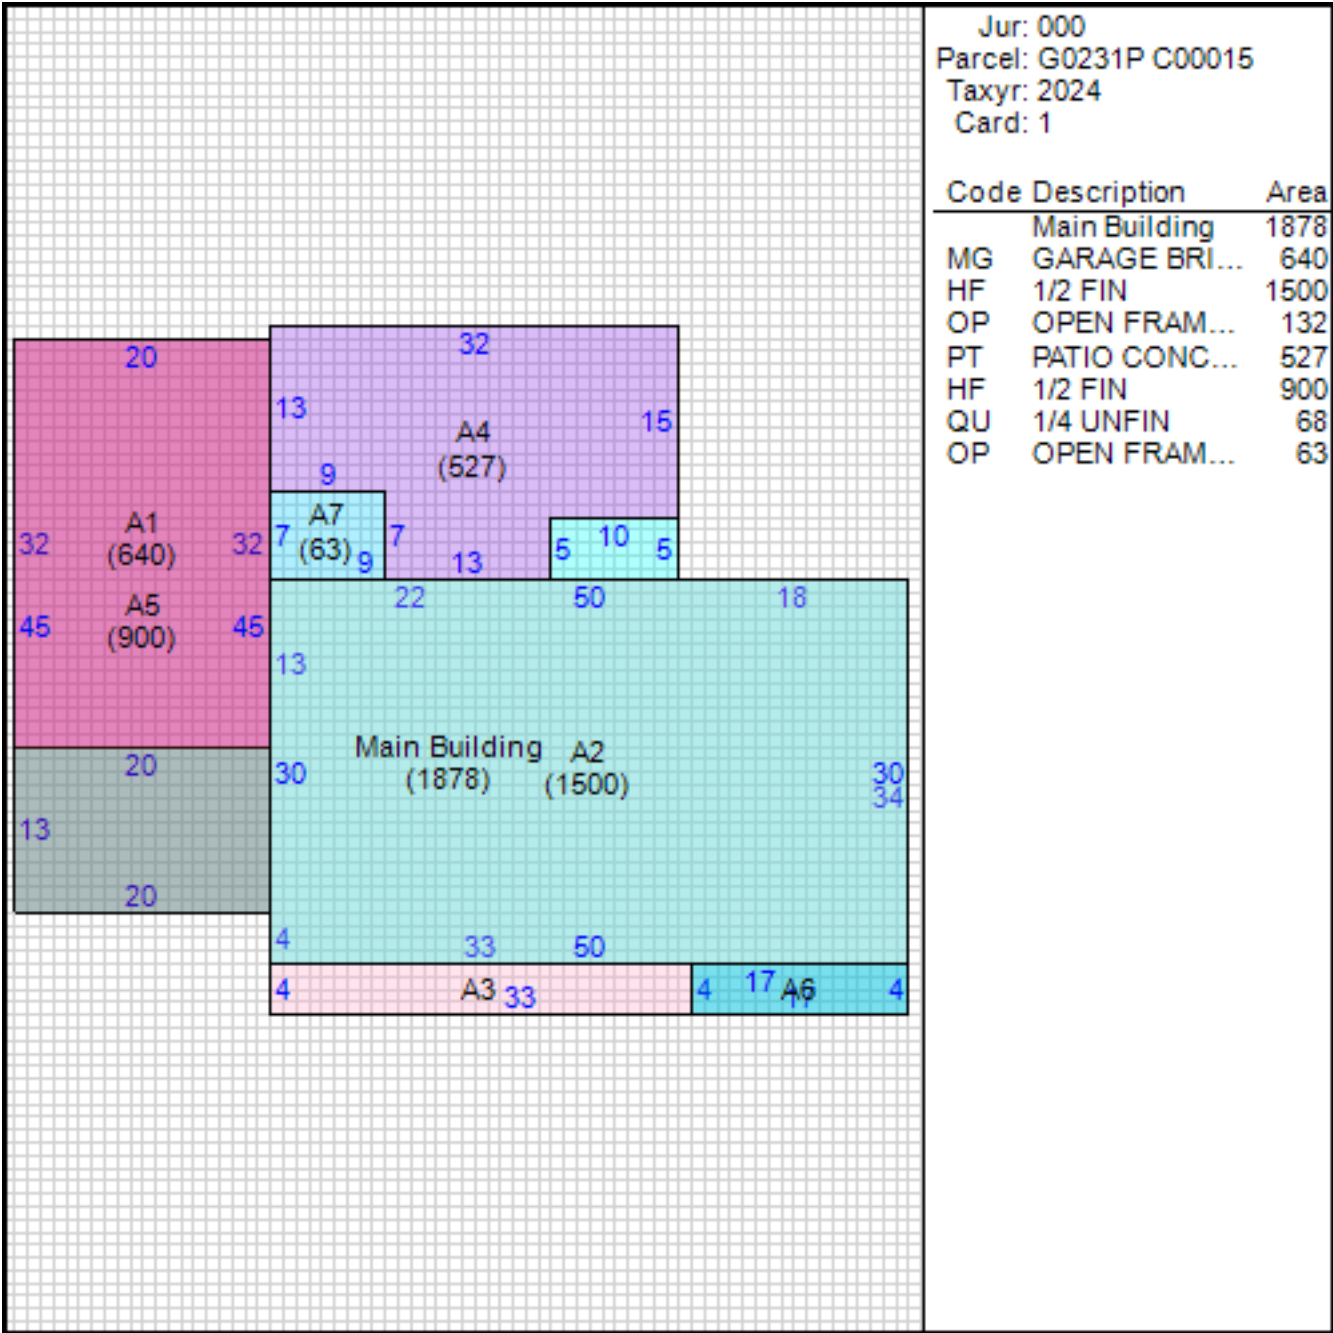 Jur: 000
Parcel: G0231P C00015
Taxyr: 2024
Card: 1
Code Description Area
Main Building 1878
MG GARAGE BRI... 640
HF 1/2 FIN 1500
OP OPEN FRAM... 132
PT PATIO CONC... 527
HF 1/2 FIN 900
QU 1/4 UNFIN 68
OP OPEN FRAM... 63
20
32
13
15
A4
(527)
9
A7
(63)
7
7
9
13
5
10
5
A1
(640)
32
32
A5
(900)
45
45
22
50
18
13
Main Building
(1878)
A2
(1500)
30
30
34
20
13
20
4
33
50
4
A3
33
4
17
A6
17
4